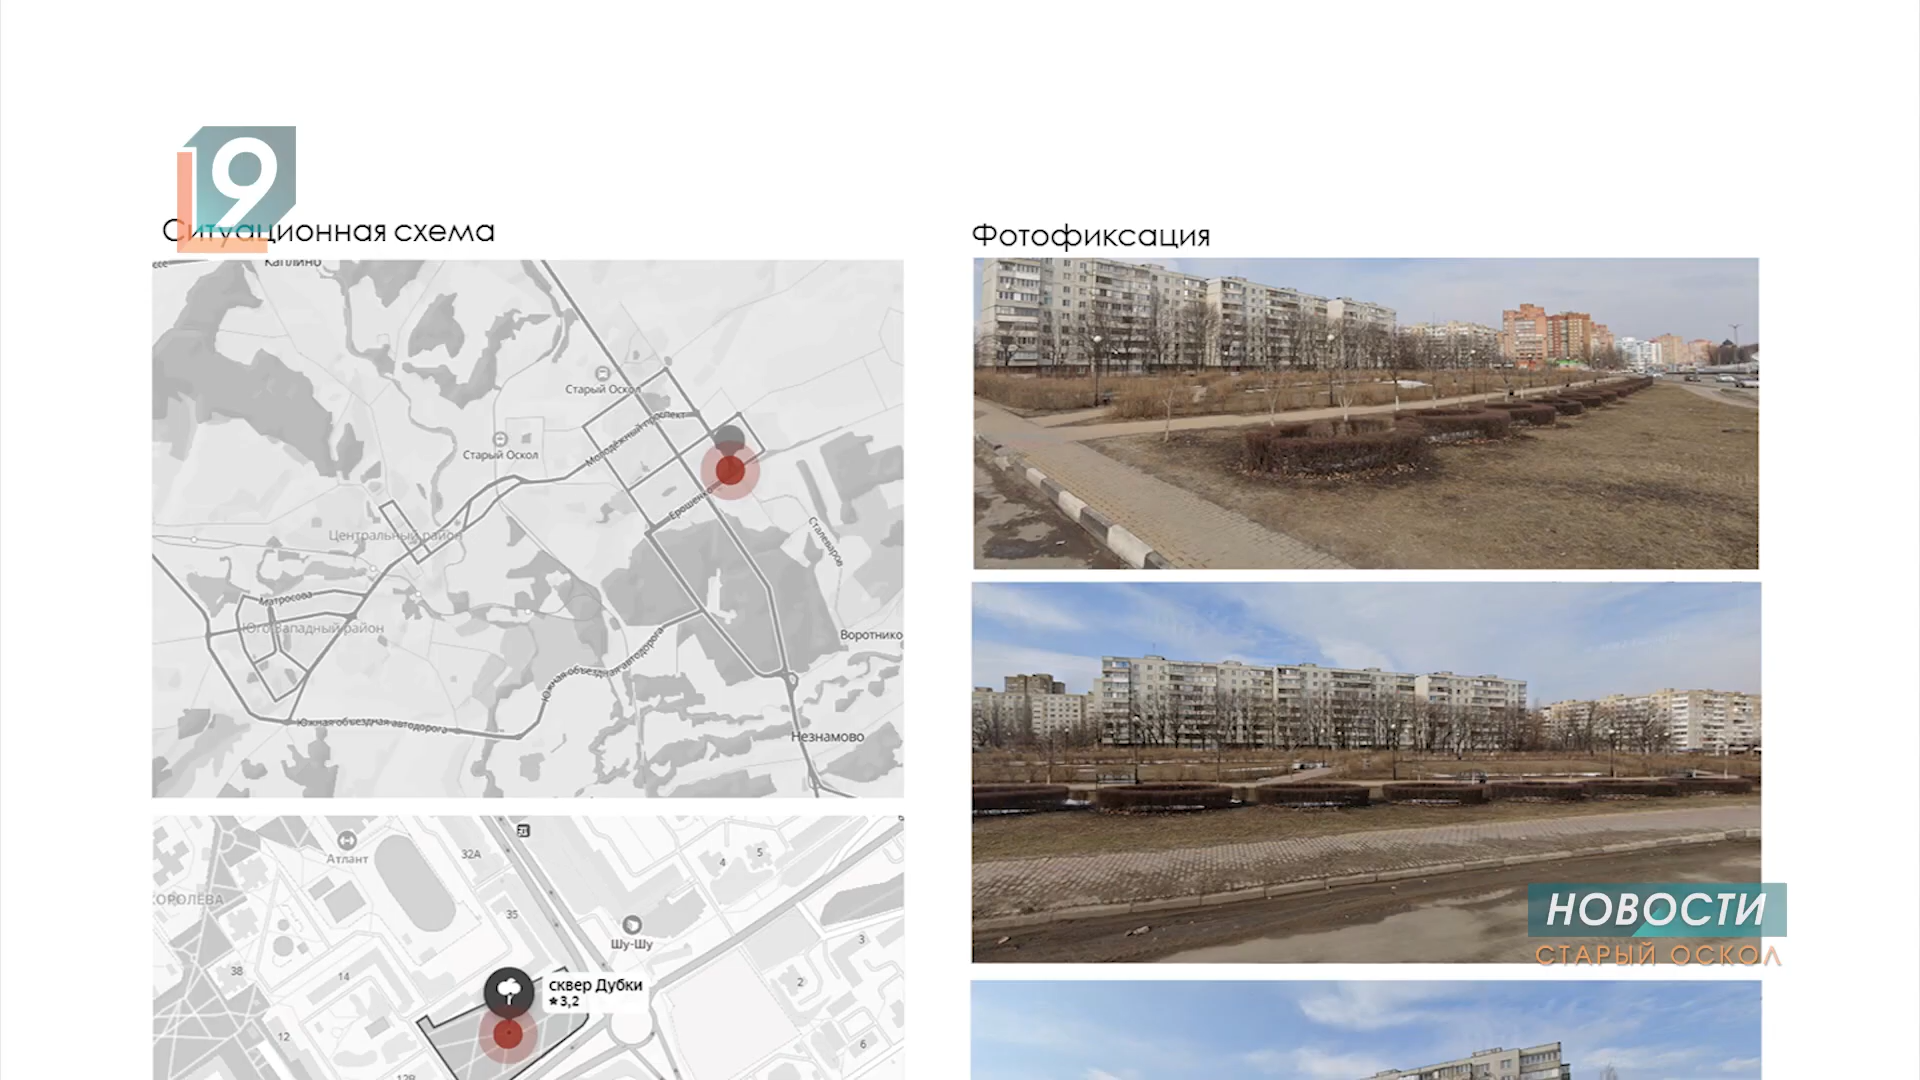 9
Ситуационная схема
Фотофиксация
Каплино
Старый Оскол
Молодёжный проспект
Старый Оскол
Ерошенко
Сталеваров
Центральный район
Матросова
Юго-Западный район
Воротнико
Южная объездная автодорога
Южная объездная автодорога
Незнамово
Атлант
32А
4
5
КОРОЛЁВА
35
Шу-Шу
3
38
14
2
сквер Дубки
3,2
12
6
12В
НОВОСТИ
СТАРЫЙ ОСКОЛ